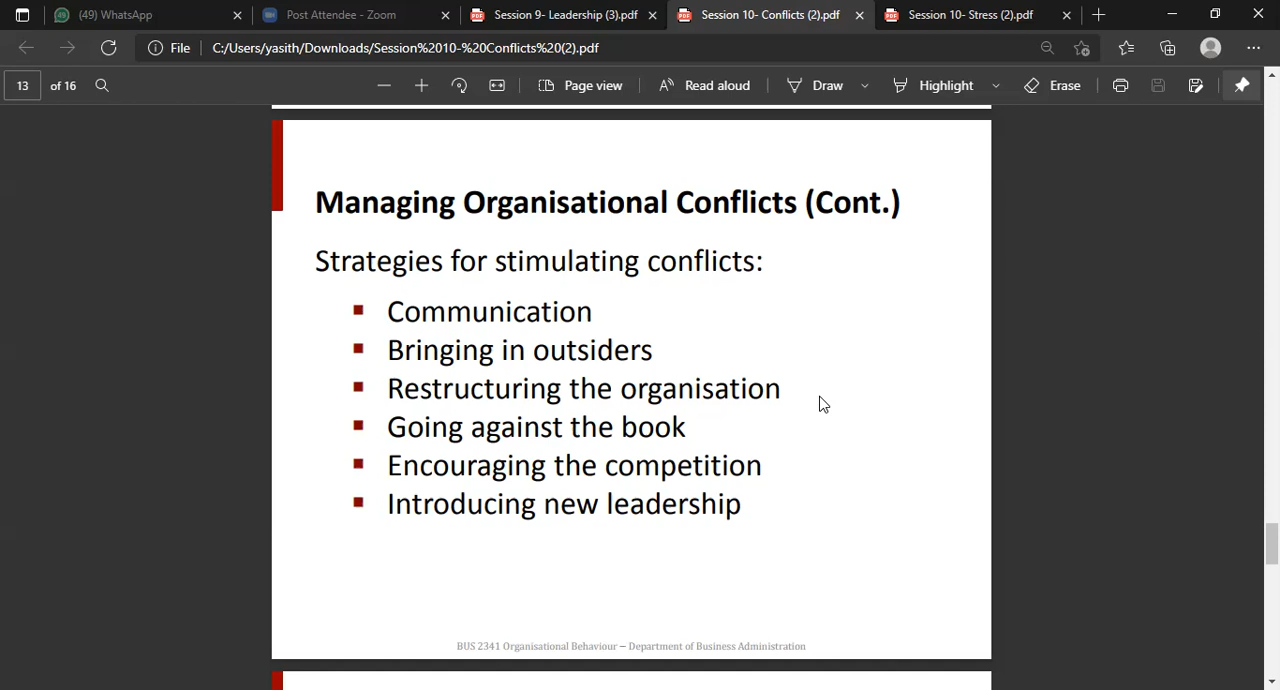 (49) WhatsApp
Post Attendee - Zoom
Session 9- Leadership (3).pdf
Session 10- Conflicts (2).pdf
Session 10- Stress (2).pdf
File
C:/Users/yasith/Downloads/Session%2010-%20Conflicts%20(2).pdf
13 of 16
Page view
Read aloud
Draw
Highlight
Erase
Managing Organisational Conflicts (Cont.)
Strategies for stimulating conflicts:
Communication
Bringing in outsiders
Restructuring the organisation
Going against the book
Encouraging the competition
Introducing new leadership
BUS 2341 Organisational Behaviour – Department of Business Administration